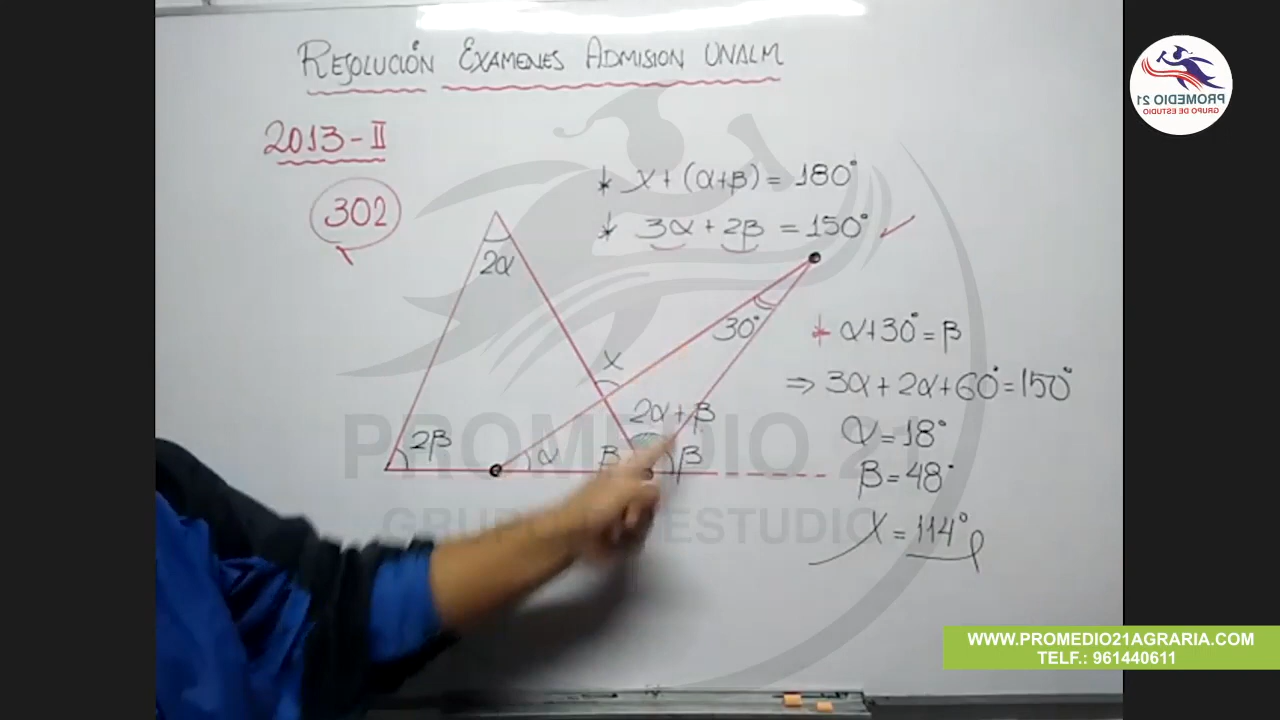 RESOLUCIÓN EXAMENES ADMISION UNALM
2013-II
302
* x + (α+β) = 180°
* 3α + 2β = 150° ✓
2α
30°
x
2α+β
2β
α
β
β
* α+30° = β
⇒ 3α + 2α + 60° = 150°
α = 18°
β = 48°
x = 114°
PROMEDIO 21
GRUPO DE ESTUDIO
PROMEDIO 21
GRUPO DE ESTUDIO
WWW.PROMEDIO21AGRARIA.COM
TELF.: 961440611